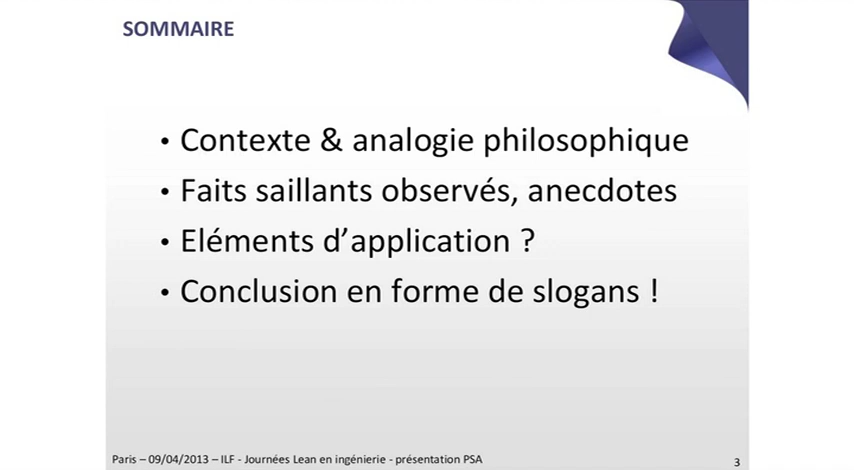 SOMMAIRE
• Contexte & analogie philosophique
• Faits saillants observés, anecdotes
• Eléments d’application ?
• Conclusion en forme de slogans !
Paris – 09/04/2013 – ILF - Journées Lean en ingénierie - présentation PSA
3